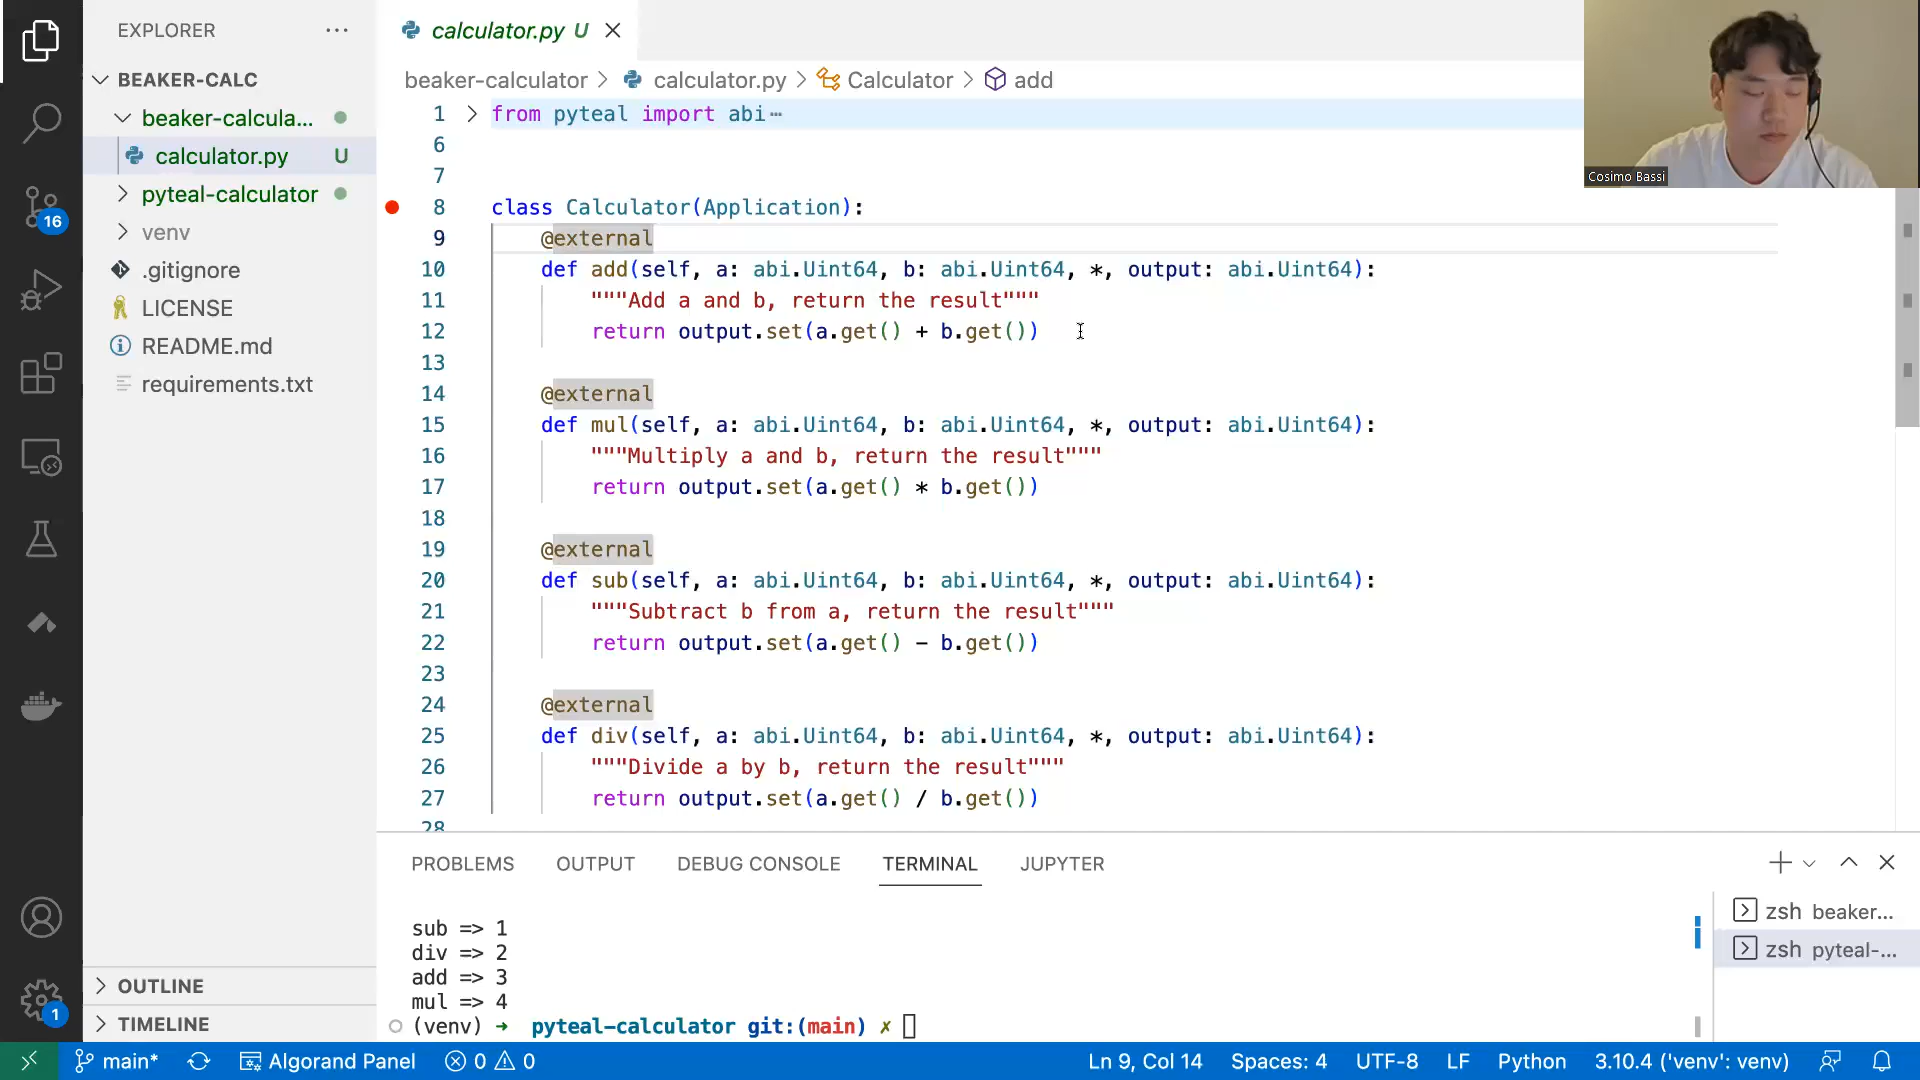 EXPLORER
BEAKER-CALC
beaker-calcula...
calculator.py U
pyteal-calculator
venv
.gitignore
LICENSE
README.md
requirements.txt
OUTLINE
TIMELINE
16
1
calculator.py U
beaker-calculator > calculator.py > Calculator > add
1 from pyteal import abi
6
7
8 class Calculator(Application):
9 @external
10 def add(self, a: abi.Uint64, b: abi.Uint64, *, output: abi.Uint64):
11 """Add a and b, return the result"""
12 return output.set(a.get() + b.get())
13
14 @external
15 def mul(self, a: abi.Uint64, b: abi.Uint64, *, output: abi.Uint64):
16 """Multiply a and b, return the result"""
17 return output.set(a.get() * b.get())
18
19 @external
20 def sub(self, a: abi.Uint64, b: abi.Uint64, *, output: abi.Uint64):
21 """Subtract b from a, return the result"""
22 return output.set(a.get() - b.get())
23
24 @external
25 def div(self, a: abi.Uint64, b: abi.Uint64, *, output: abi.Uint64):
26 """Divide a by b, return the result"""
27 return output.set(a.get() / b.get())
28
Cosimo Bassi
PROBLEMS OUTPUT DEBUG CONSOLE TERMINAL JUPYTER
sub => 1
div => 2
add => 3
mul => 4
(venv) → pyteal-calculator git:(main) ✗
zsh beaker...
zsh pyteal-...
main* Algorand Panel 0 0 Ln 9, Col 14 Spaces: 4 UTF-8 LF Python 3.10.4 ('venv': venv)